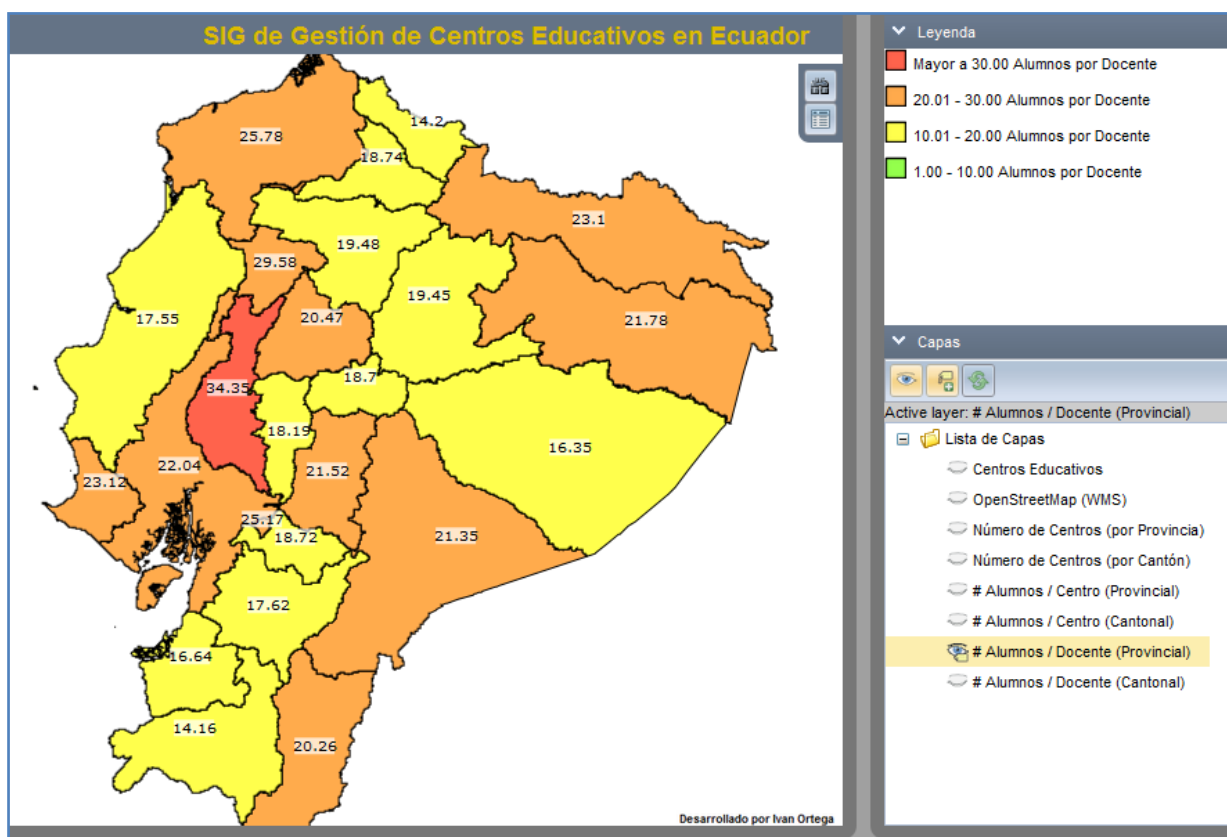 SIG de Gestión de Centros Educativos en Ecuador
25.78
14.2
18.74
23.1
19.48
29.58
19.45
17.55
20.47
21.78
18.7
34.35
18.19
16.35
22.04
21.52
23.12
25.17
18.72
21.35
17.62
16.64
14.16
20.26
Desarrollado por Ivan Ortega
Leyenda
Mayor a 30.00 Alumnos por Docente
20.01 - 30.00 Alumnos por Docente
10.01 - 20.00 Alumnos por Docente
1.00 - 10.00 Alumnos por Docente
Capas
Active layer: # Alumnos / Docente (Provincial)
Lista de Capas
Centros Educativos
OpenStreetMap (WMS)
Número de Centros (por Provincia)
Número de Centros (por Cantón)
# Alumnos / Centro (Provincial)
# Alumnos / Centro (Cantonal)
# Alumnos / Docente (Provincial)
# Alumnos / Docente (Cantonal)